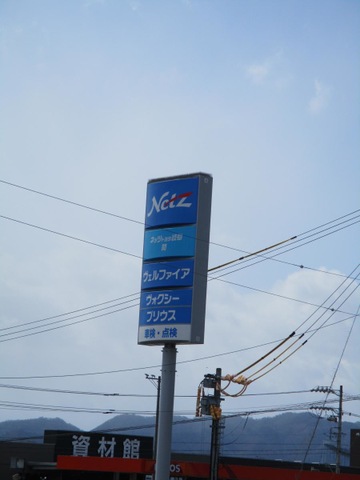 NetZ
ヴェルファイア
ヴォクシー
プリウス
車検・点検
資材館